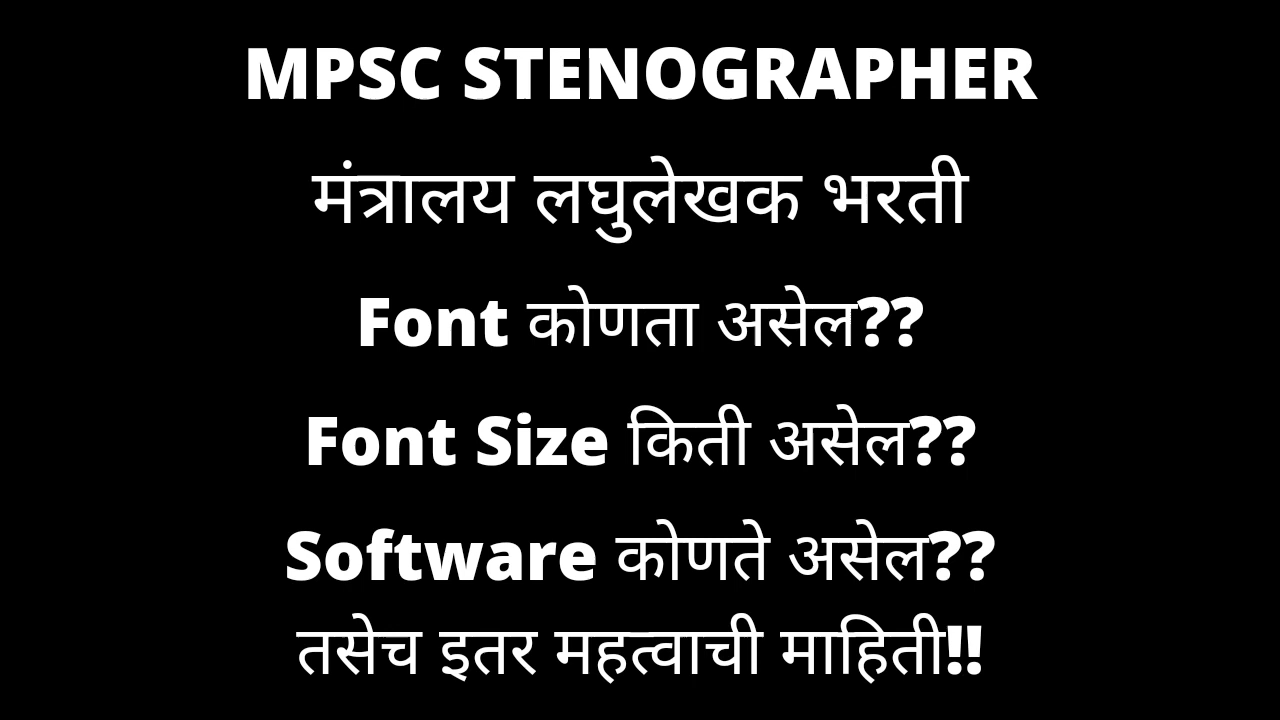 MPSC STENOGRAPHER
मंत्रालय लघुलेखक भरती
Font कोणता असेल??
Font Size किती असेल??
Software कोणते असेल??
तसेच इतर महत्वाची माहिती!!